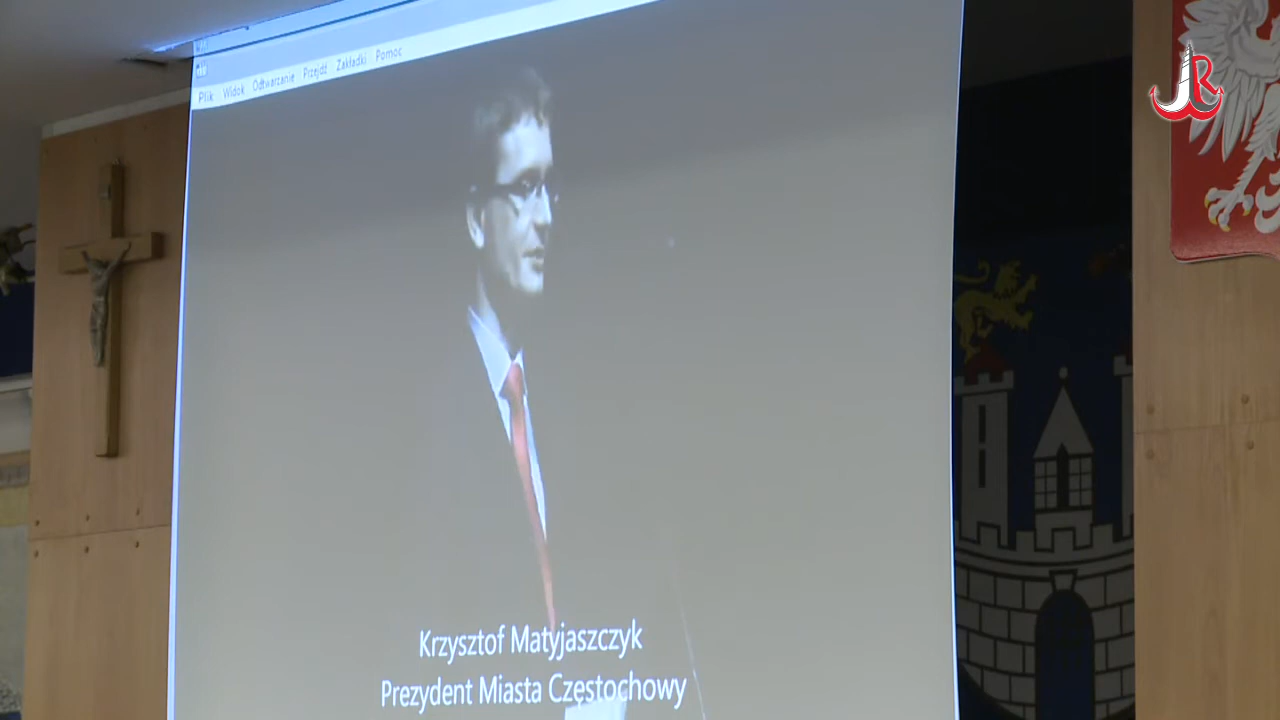 Plik Widok Odtwarzanie Przejdź Zakładki Pomoc
R
Krzysztof Matyjaszczyk
Prezydent Miasta Częstochowy